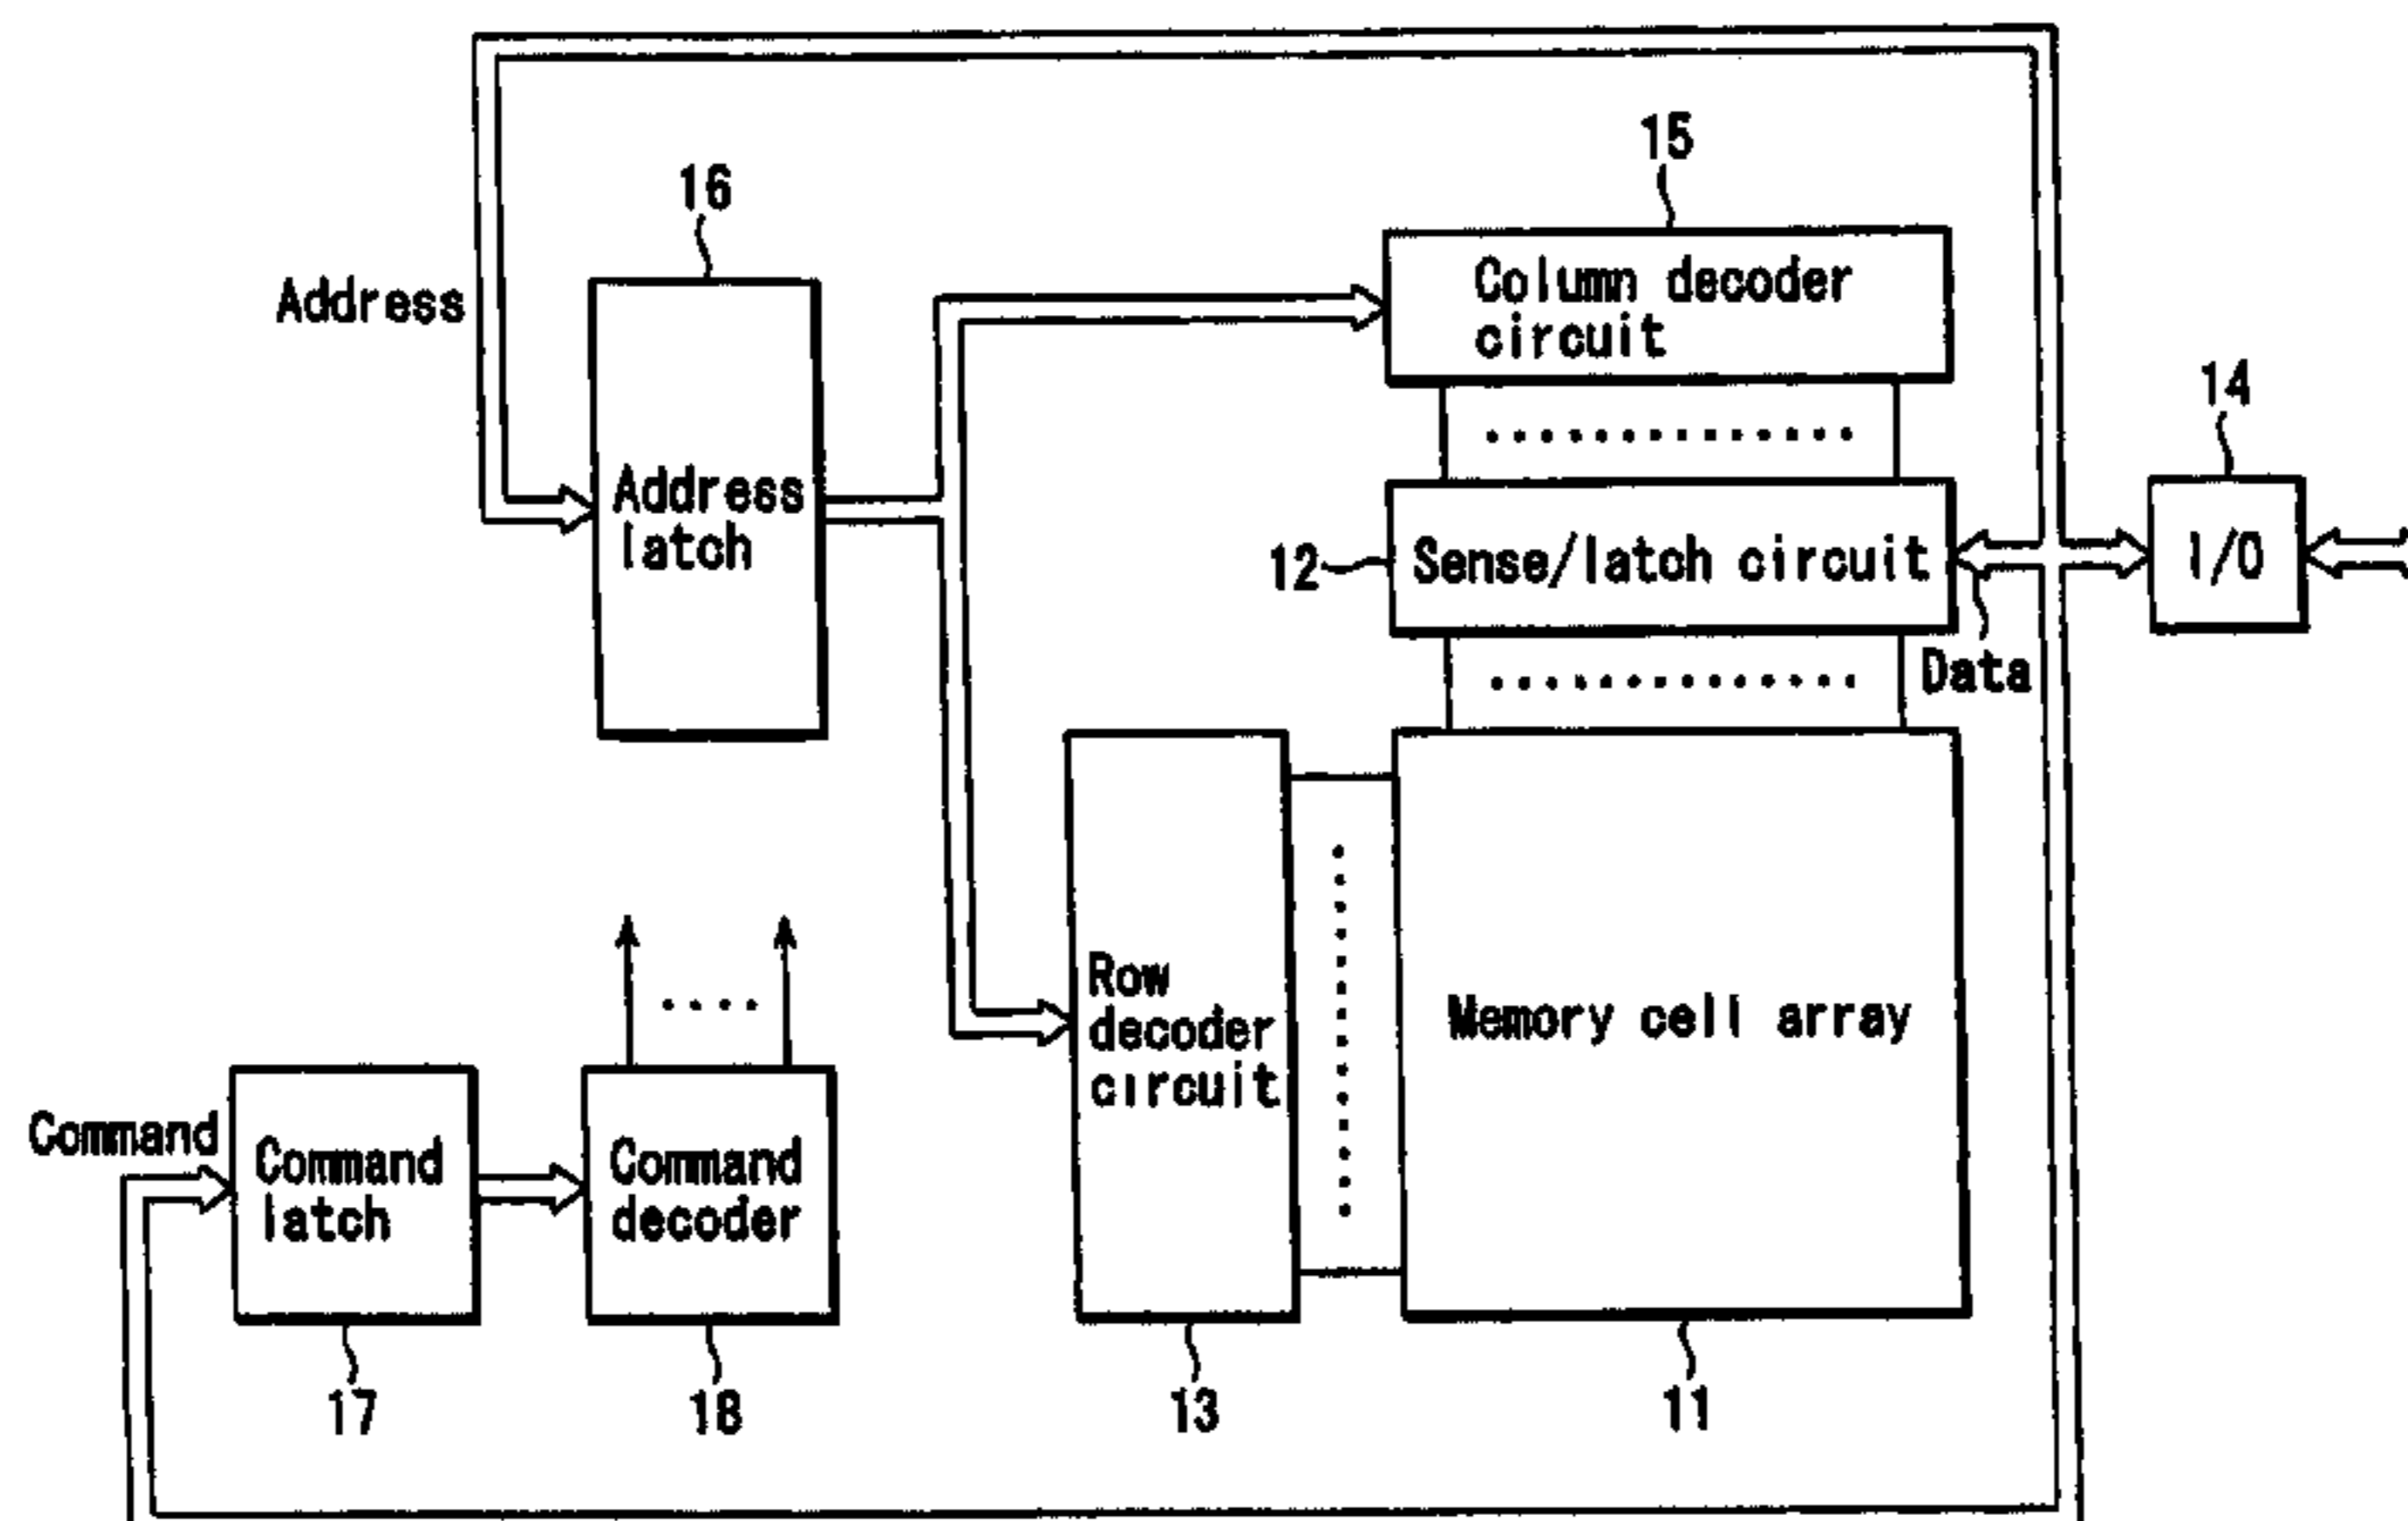 15
16
Address
Column decoder
circuit
14
Address
latch
12
Sense/latch circuit
I/O
Data
Row
decoder
circuit
Memory cell array
Command
Command
latch
Command
decoder
17
18
13
11